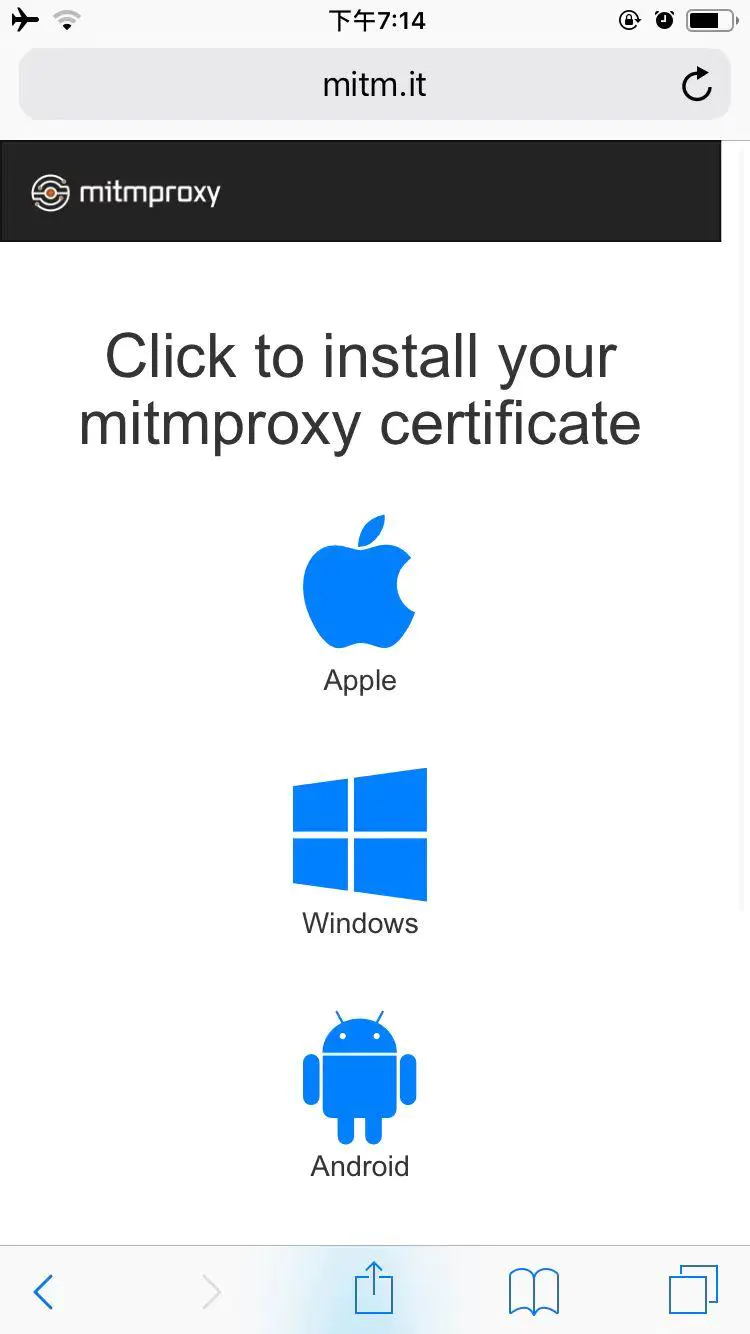 下午7:14
mitm.it
mitmproxy
Click to install your
mitmproxy certificate
Apple
Windows
Android